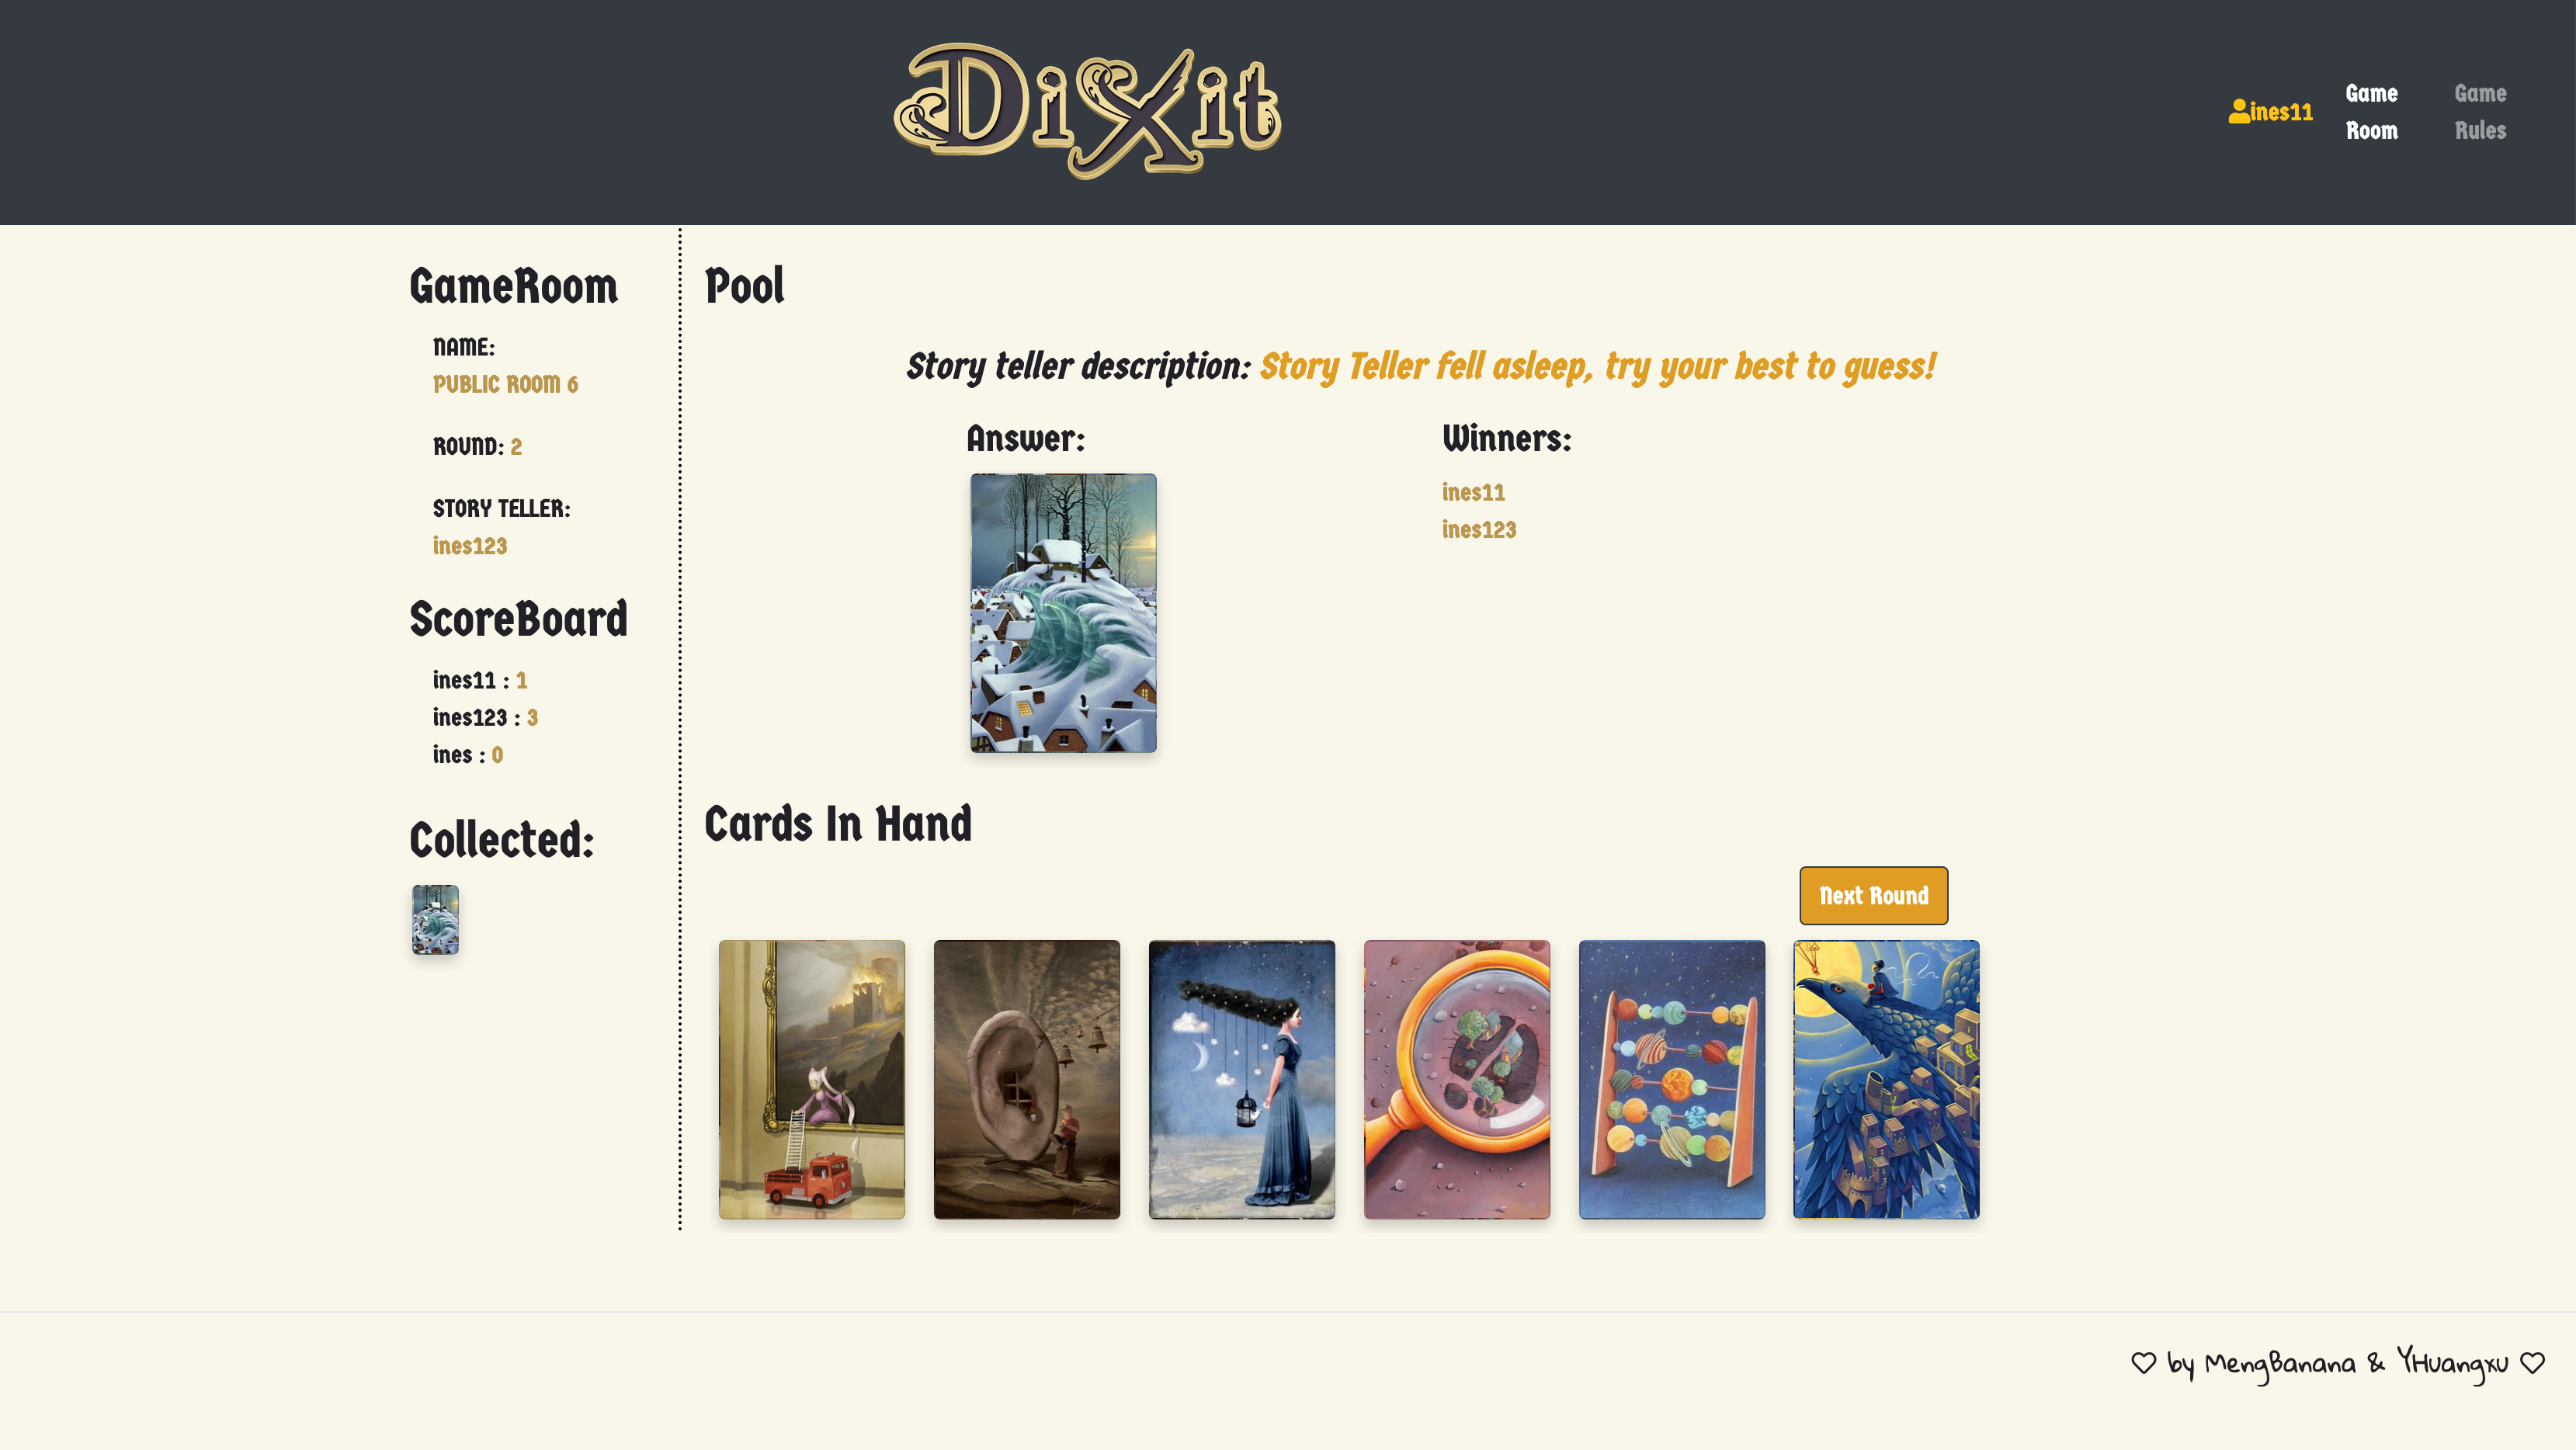 DiXit
ines11
Game Room
Game Rules
GameRoom
NAME:
PUBLIC ROOM 6
ROUND: 2
STORY TELLER:
ines123
ScoreBoard
ines11 : 1
ines123 : 3
ines : 0
Collected:
Pool
Story teller description: Story Teller fell asleep, try your best to guess!
Answer:
Winners:
ines11
ines123
Cards In Hand
Next Round
by MengBanana & YHuangxu